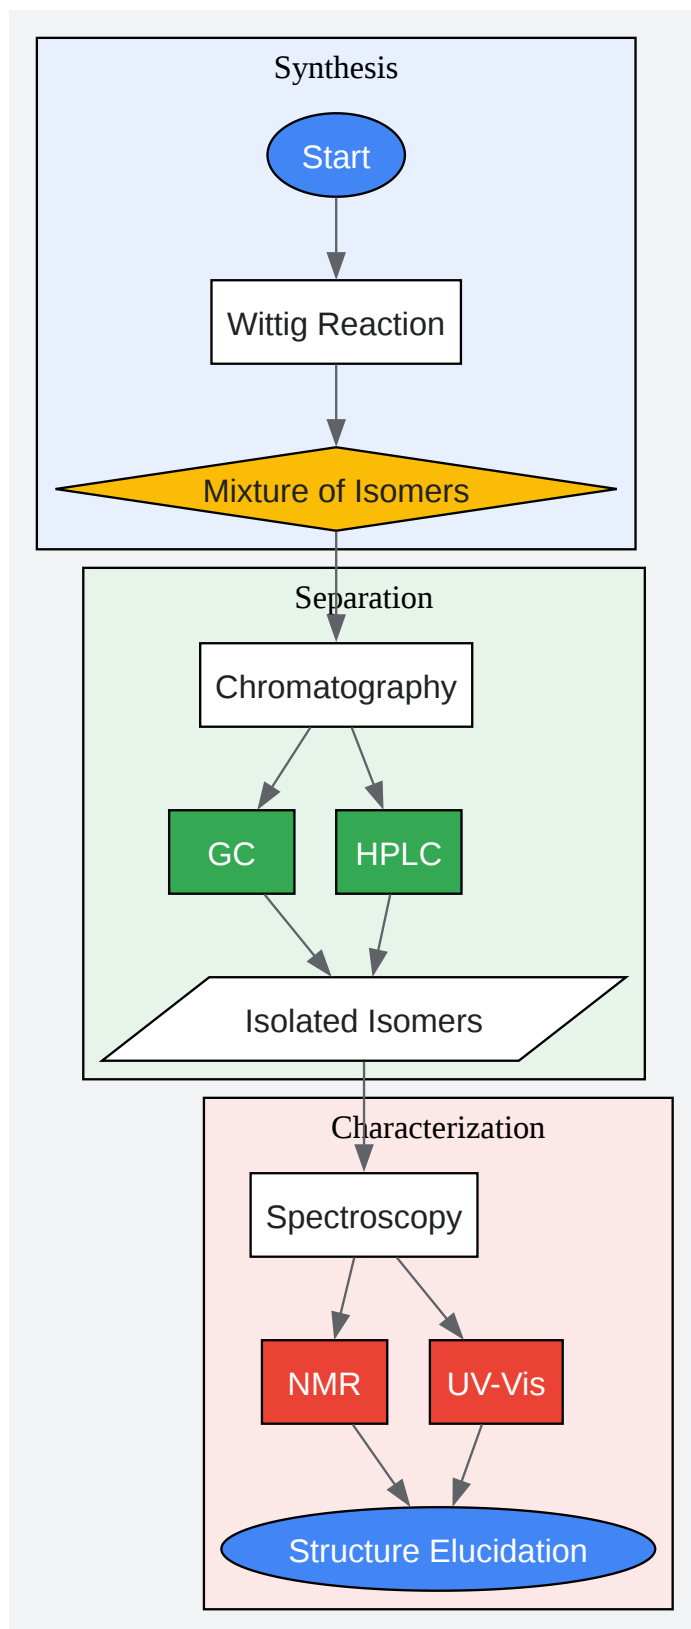 Synthesis
Start
Wittig Reaction
Mixture of Isomers
Separation
Chromatography
GC
HPLC
Isolated Isomers
Characterization
Spectroscopy
NMR
UV-Vis
Structure Elucidation